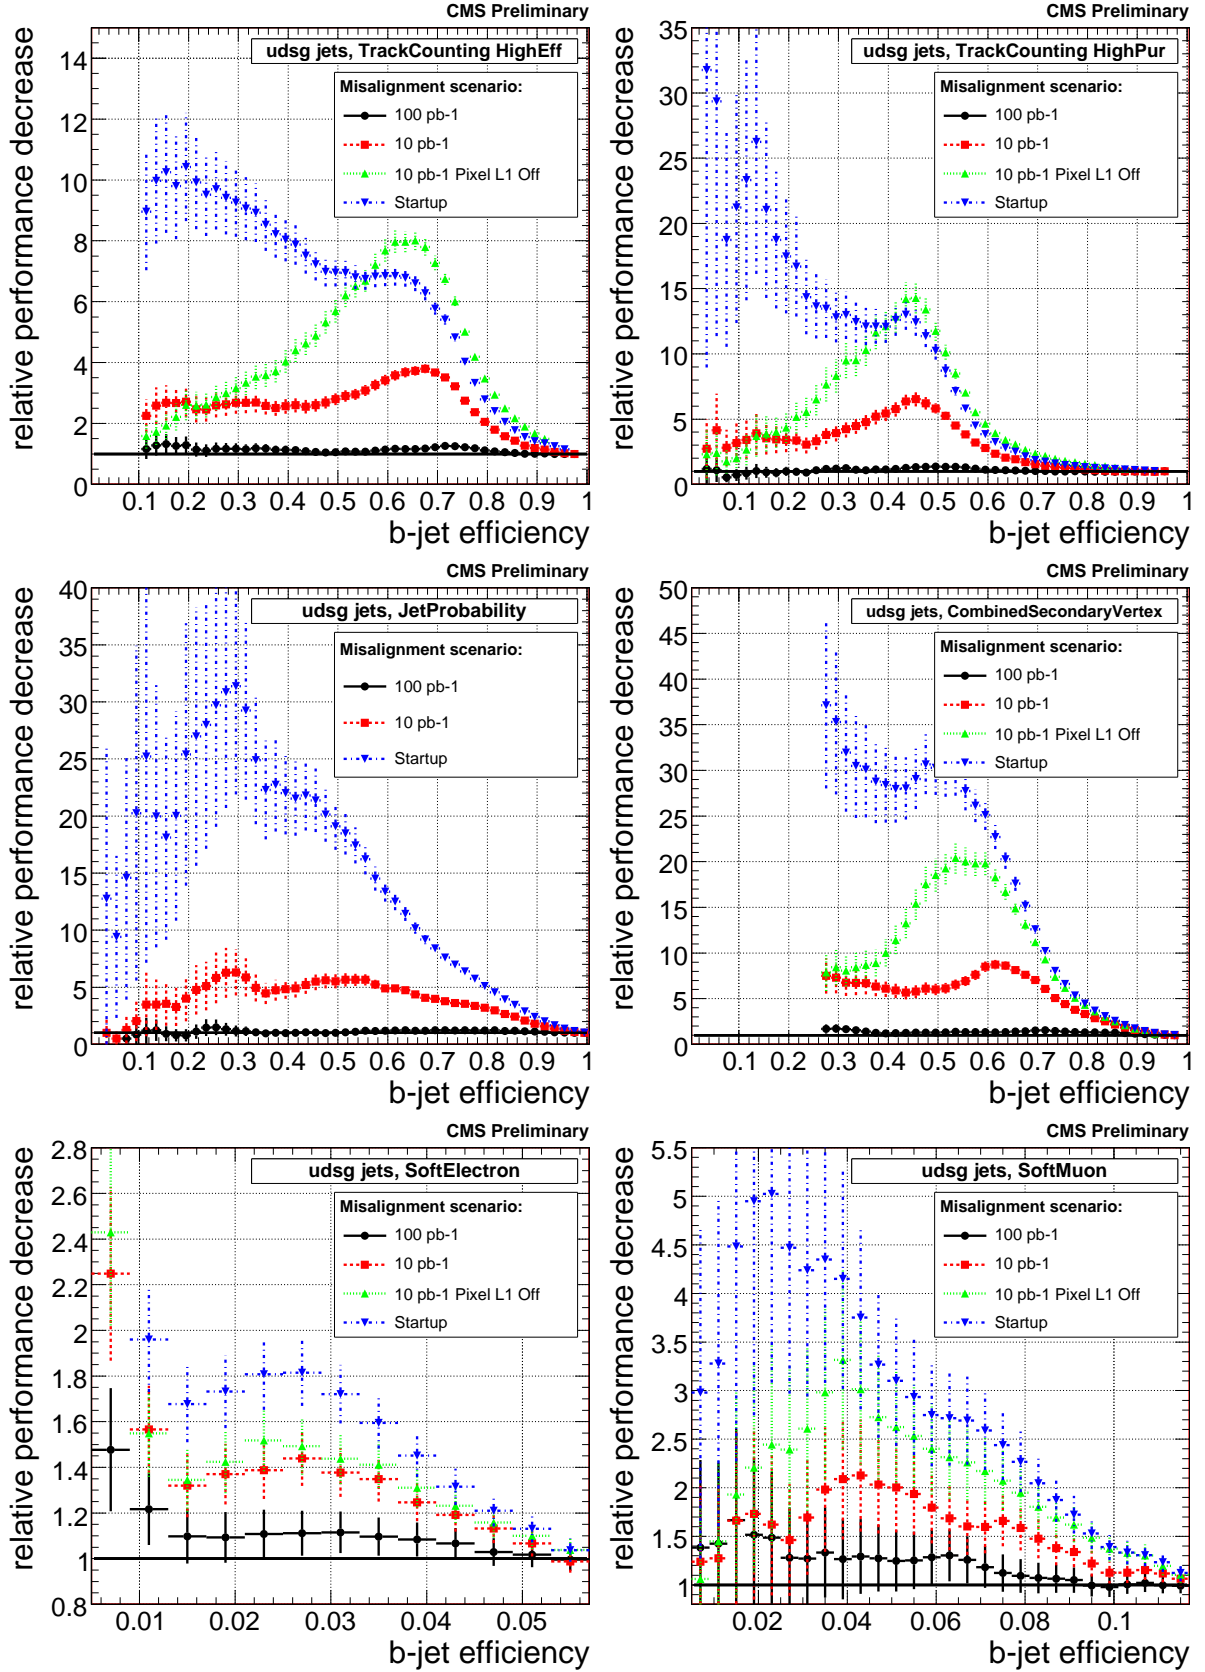 CMS Preliminary
relative performance decrease
udsg jets, TrackCounting HighEff
Misalignment scenario:
100 pb-1
10 pb-1
10 pb-1 Pixel L1 Off
Startup
14
12
10
8
6
4
2
0
0.1 0.2 0.3 0.4 0.5 0.6 0.7 0.8 0.9 1
b-jet efficiency
CMS Preliminary
relative performance decrease
udsg jets, TrackCounting HighPur
Misalignment scenario:
100 pb-1
10 pb-1
10 pb-1 Pixel L1 Off
Startup
35
30
25
20
15
10
5
0
0.1 0.2 0.3 0.4 0.5 0.6 0.7 0.8 0.9 1
b-jet efficiency
CMS Preliminary
relative performance decrease
udsg jets, JetProbability
Misalignment scenario:
100 pb-1
10 pb-1
Startup
40
35
30
25
20
15
10
5
0
0.1 0.2 0.3 0.4 0.5 0.6 0.7 0.8 0.9 1
b-jet efficiency
CMS Preliminary
relative performance decrease
udsg jets, CombinedSecondaryVertex
Misalignment scenario:
100 pb-1
10 pb-1
10 pb-1 Pixel L1 Off
Startup
50
45
40
35
30
25
20
15
10
5
0
0.1 0.2 0.3 0.4 0.5 0.6 0.7 0.8 0.9 1
b-jet efficiency
CMS Preliminary
relative performance decrease
udsg jets, SoftElectron
Misalignment scenario:
100 pb-1
10 pb-1
10 pb-1 Pixel L1 Off
Startup
2.8
2.6
2.4
2.2
2
1.8
1.6
1.4
1.2
1
0.8
0.01 0.02 0.03 0.04 0.05
b-jet efficiency
CMS Preliminary
relative performance decrease
udsg jets, SoftMuon
Misalignment scenario:
100 pb-1
10 pb-1
10 pb-1 Pixel L1 Off
Startup
5.5
5
4.5
4
3.5
3
2.5
2
1.5
1
0.02 0.04 0.06 0.08 0.1
b-jet efficiency